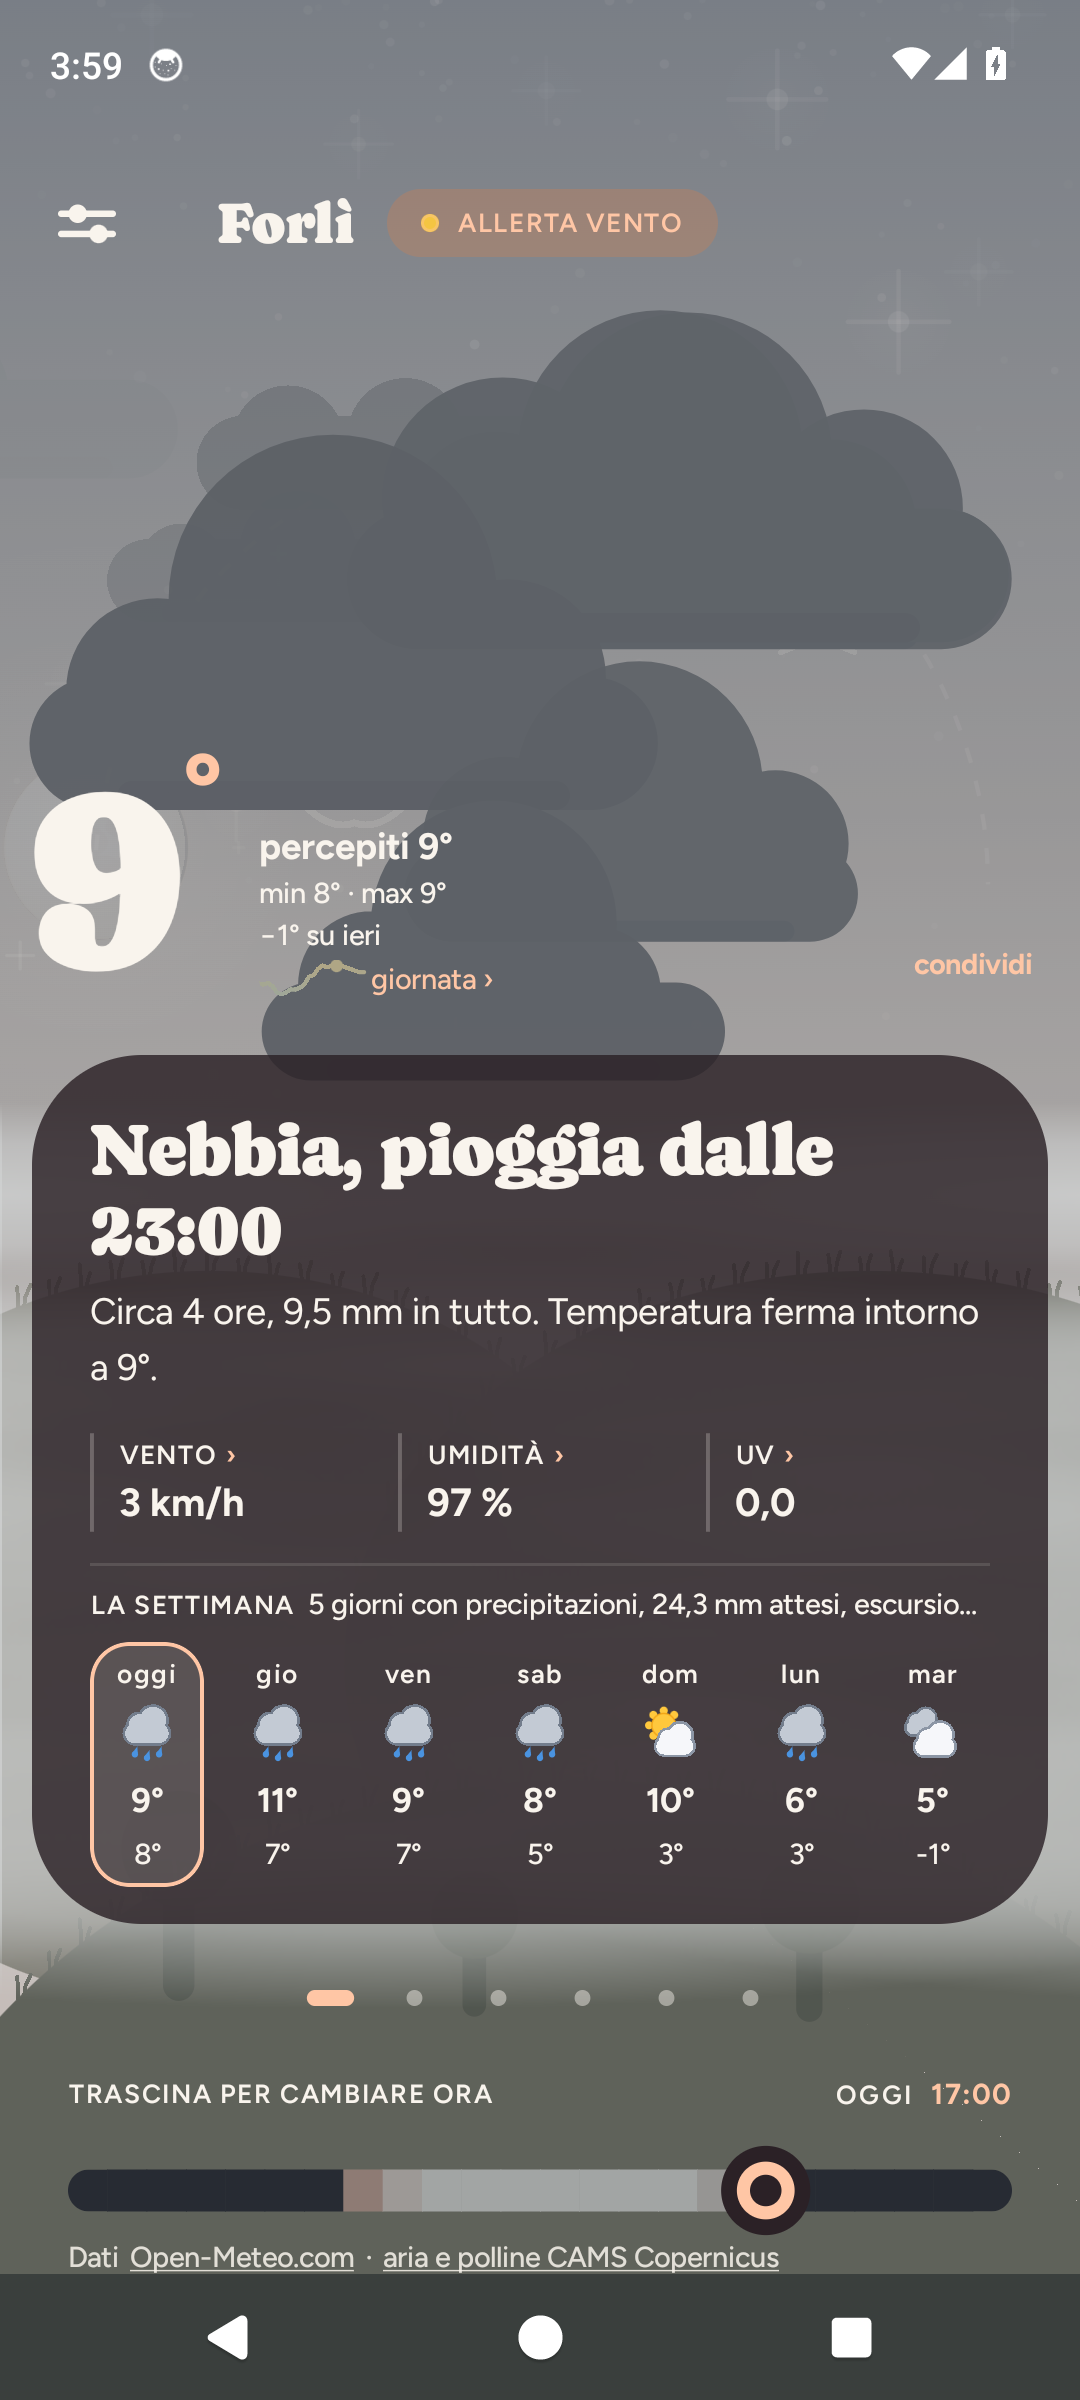 3:59
Forlì
ALLERTA VENTO
9
percepiti 9°
min 8° · max 9°
−1° su ieri
giornata ›
condividi
Nebbia, pioggia dalle
23:00
Circa 4 ore, 9,5 mm in tutto. Temperatura ferma intorno
a 9°.
VENTO › UMIDITÀ › UV ›
3 km/h 97 % 0,0
LA SETTIMANA 5 giorni con precipitazioni, 24,3 mm attesi, escursio...
oggi gio ven sab dom lun mar
9° 11° 9° 8° 10° 6° 5°
8° 7° 7° 5° 3° 3° -1°
TRASCINA PER CAMBIARE ORA OGGI 17:00
Dati Open-Meteo.com · aria e polline CAMS Copernicus